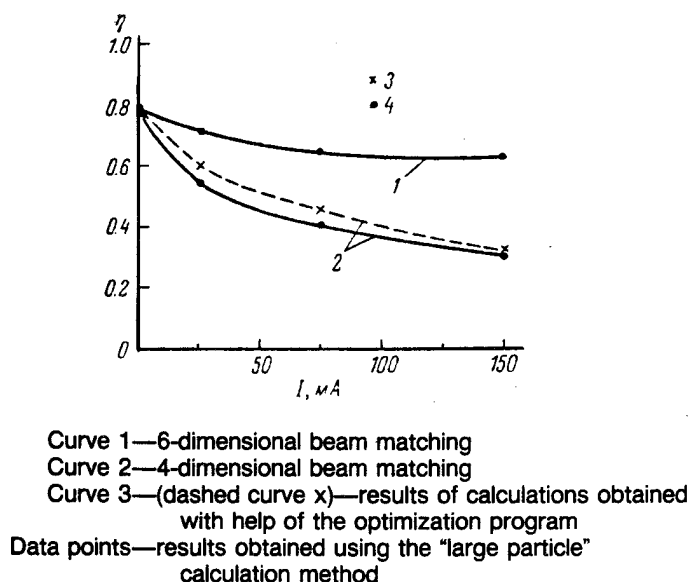 η
1.0
0.8
0.6
0.4
0.2
0
3
4
1
2
50
100
150
I, мА
Curve 1—6-dimensional beam matching
Curve 2—4-dimensional beam matching
Curve 3—(dashed curve x)—results of calculations obtained
with help of the optimization program
Data points—results obtained using the “large particle”
calculation method